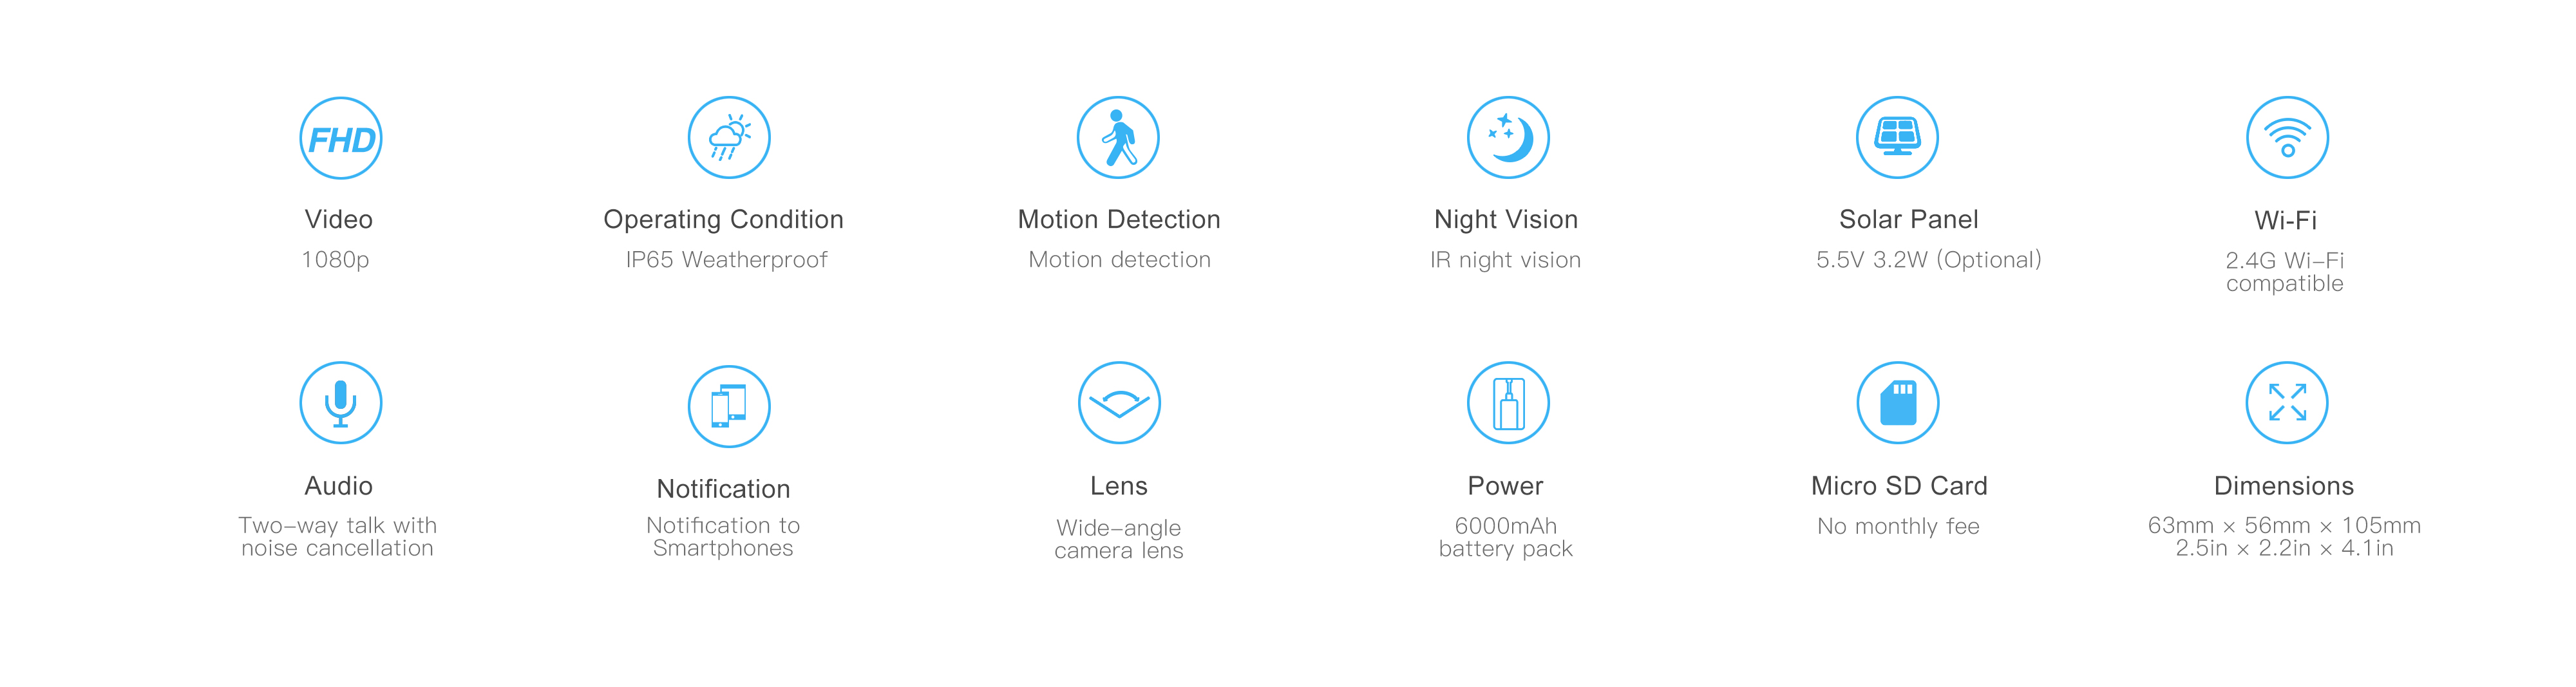 FHD
Video
1080p
Operating Condition
IP65 Weatherproof
Motion Detection
Motion detection
Night Vision
IR night vision
Solar Panel
5.5V 3.2W (Optional)
Wi-Fi
2.4G Wi–Fi
compatible
Audio
Two–way talk with
noise cancellation
Notification
Notification to
Smartphones
Lens
Wide–angle
camera lens
Power
6000mAh
battery pack
Micro SD Card
No monthly fee
Dimensions
63mm × 56mm × 105mm
2.5in × 2.2in × 4.1in